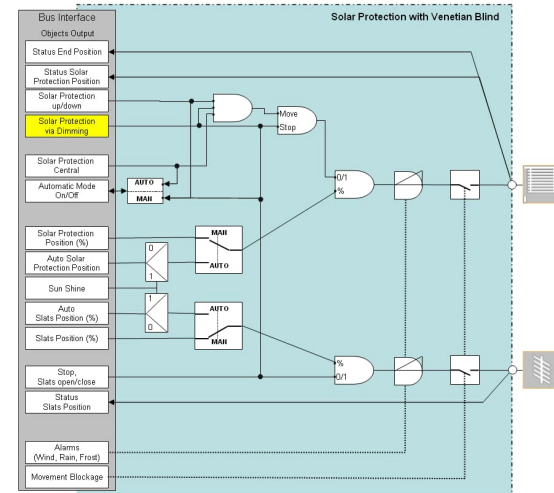 Bus Interface
Objects Output
Solar Protection with Venetian Blind
Status End Position
Status Solar
Protection Position
Solar Protection
up/down
Solar Protection
via Dimming
Move
Stop
Solar Protection
Central
Automatic Mode
On/Off
AUTO
MAN
0/1
%
Solar Protection
Position (%)
MAN
AUTO
Auto Solar
Protection Position
0
1
Sun Shine
Auto
Slats Position (%)
1
0
AUTO
MAN
Slats Position (%)
Stop,
Slats open/close
%
0/1
Status
Slats Position
Alarms
(Wind, Rain, Frost)
Movement Blockage